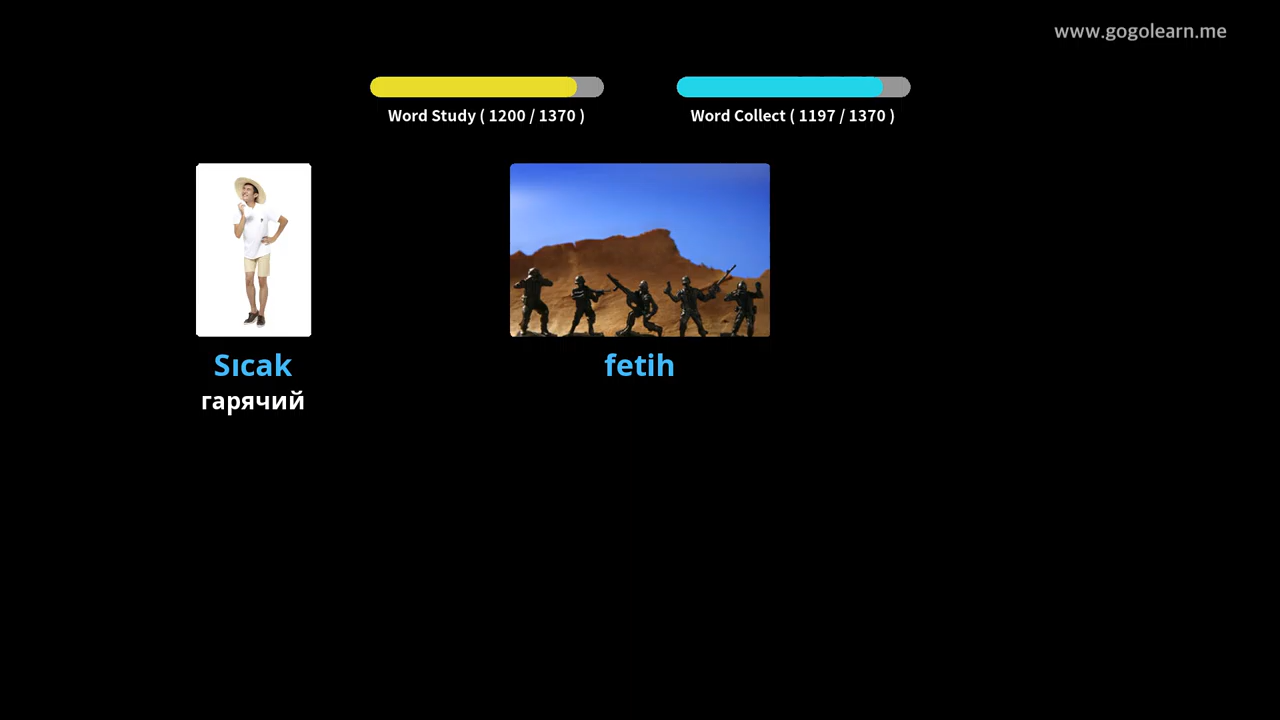 www.gogolearn.me
Word Study ( 1200 / 1370 )
Word Collect ( 1197 / 1370 )
Sıcak
гарячий
fetih